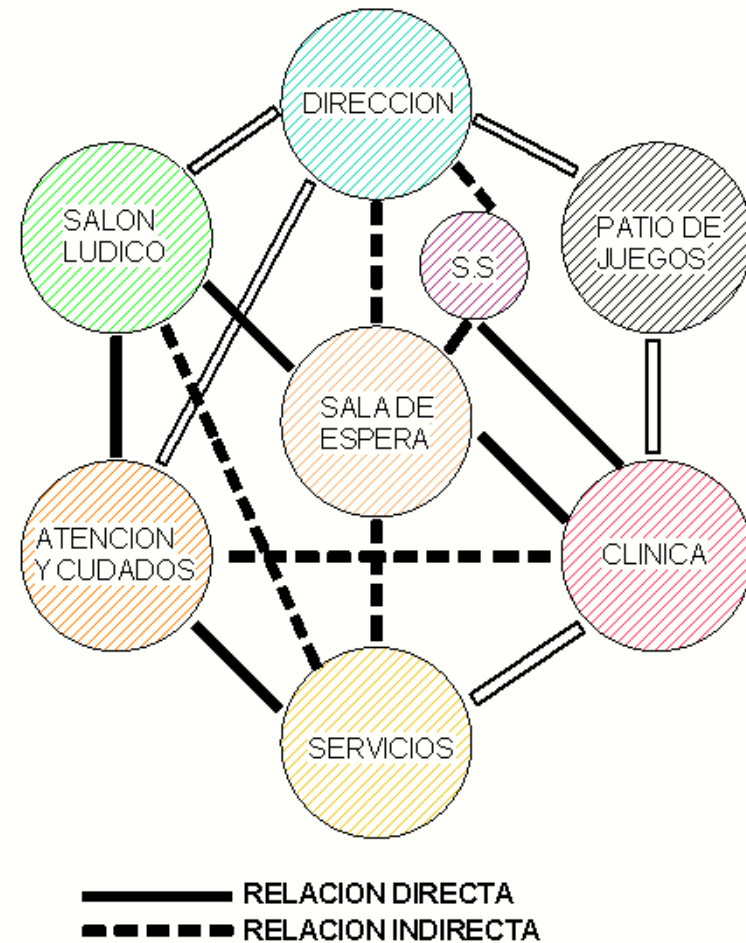 DIRECCION
SALON
LUDICO
PATIO DE
JUEGOS
S.S
SALA DE
ESPERA
ATENCION
Y CUDADOS
CLINICA
SERVICIOS
RELACION DIRECTA
RELACION INDIRECTA